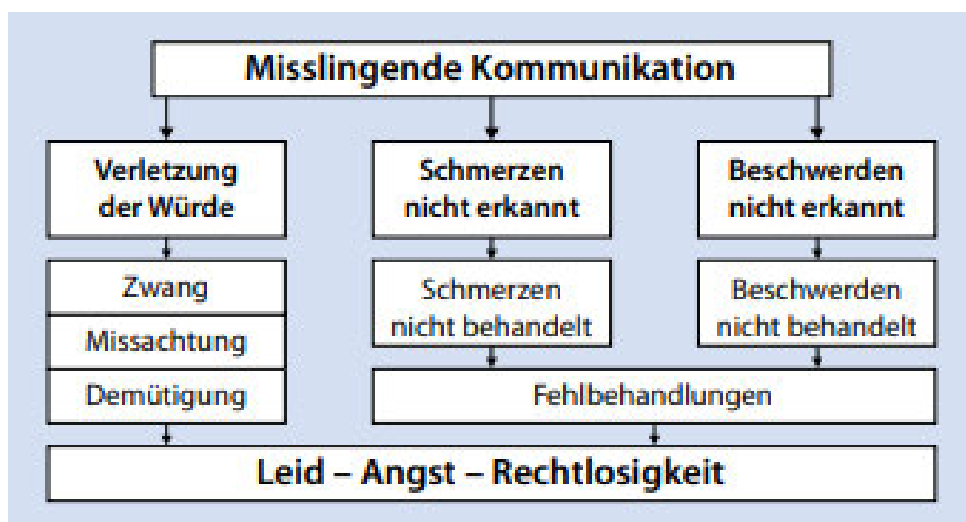 Misslingende Kommunikation
Verletzung
der Würde
Schmerzen
nicht erkannt
Beschwerden
nicht erkannt
Zwang
Missachtung
Demütigung
Schmerzen
nicht behandelt
Beschwerden
nicht behandelt
Fehlbehandlungen
Leid – Angst – Rechtlosigkeit